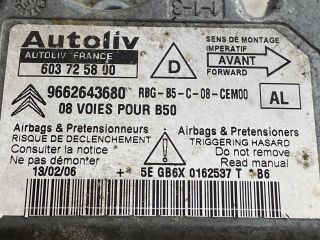 Autoliv
AUTOLIV FRANCE
603 72 58 00
D
SENS DE MONTAGE
IMPERATIF
AVANT
FORWARD
9662643680 RBG-B5-C-08-CEM00
08 VOIES POUR B50
AL
Airbags & Pretensionneurs
RISQUE DE DECLENCHEMENT
Consulter la notice
Ne pas démonter
Airbags & Pretensioners
TRIGGERING HASARD
Do not remove
Read manual
13/02/06 + 5E GB6X 0162537 T B6